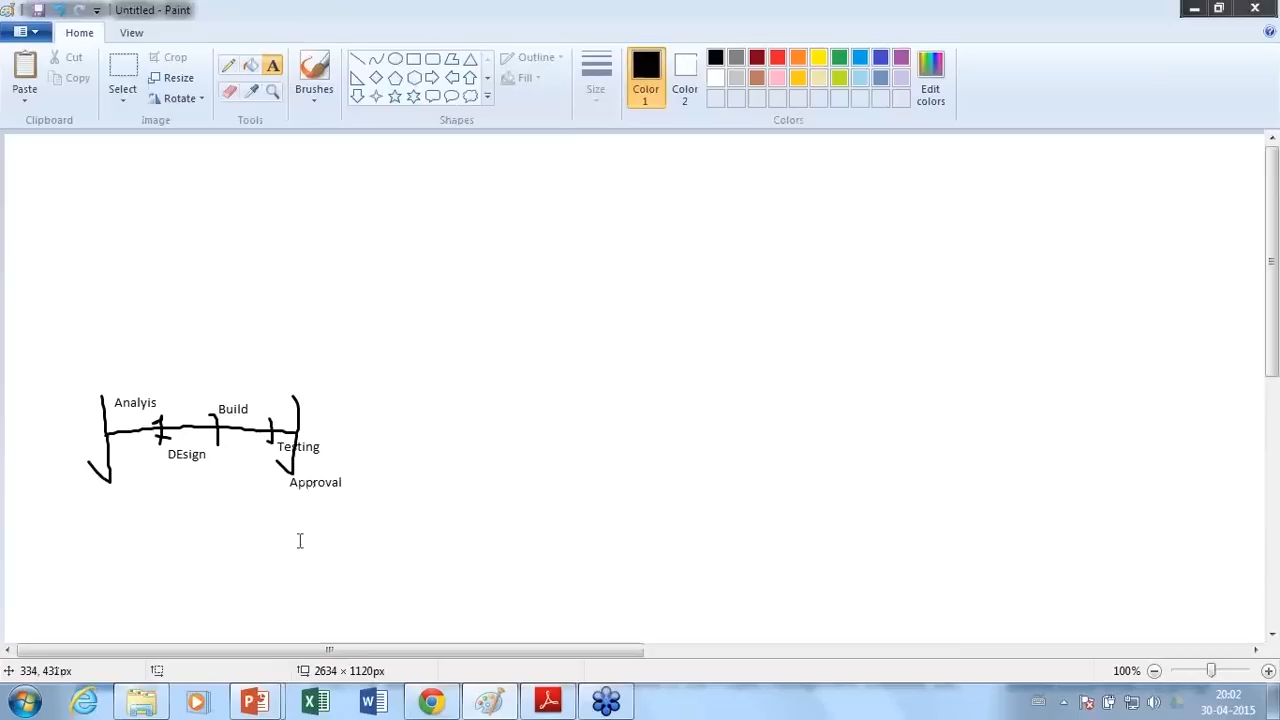 Untitled - Paint
Home View
Paste Cut Copy Clipboard
Select Crop Resize Rotate Image
A
Tools
Brushes
Shapes
Outline Fill
Size
Color 1
Color 2
Edit colors
Colors
Analyis
Build
DEsign
Testing
Approval
334, 431px
2634 × 1120px
100%
20:02
30-04-2015